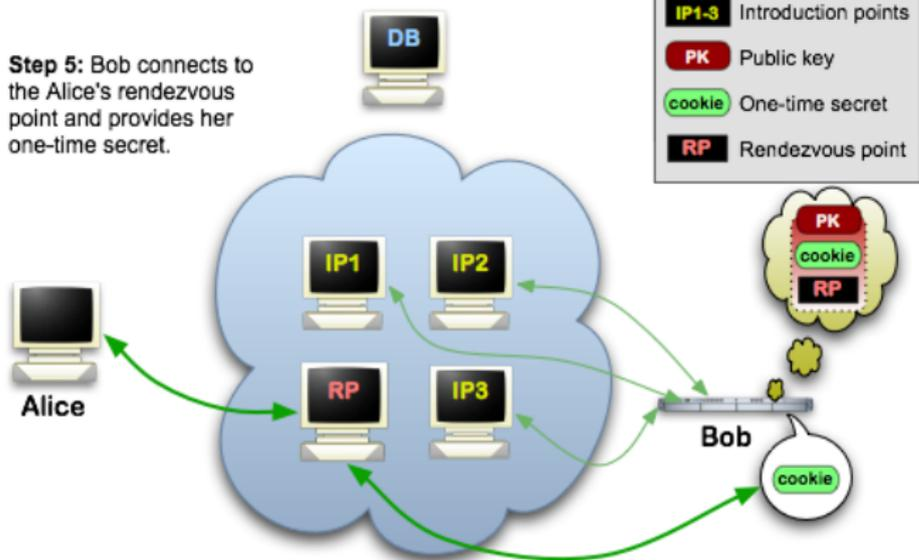 Step 5: Bob connects to
the Alice's rendezvous
point and provides her
one-time secret.
DB
IP1-3 Introduction points
PK Public key
cookie One-time secret
RP Rendezvous point
PK
cookie
RP
IP1
IP2
RP
IP3
Alice
Bob
cookie